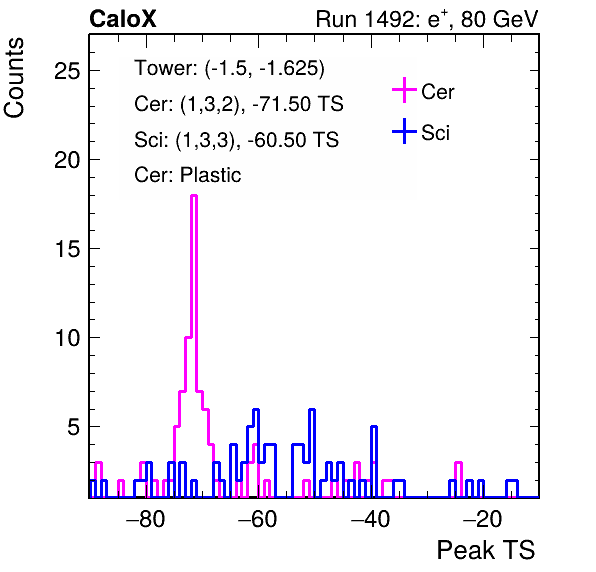 CaloX Run 1492: e⁺, 80 GeV
Counts
Tower: (-1.5, -1.625)
Cer: (1,3,2), -71.50 TS
Sci: (1,3,3), -60.50 TS
Cer: Plastic
Cer
Sci
25
20
15
10
5
−80 −60 −40 −20
Peak TS